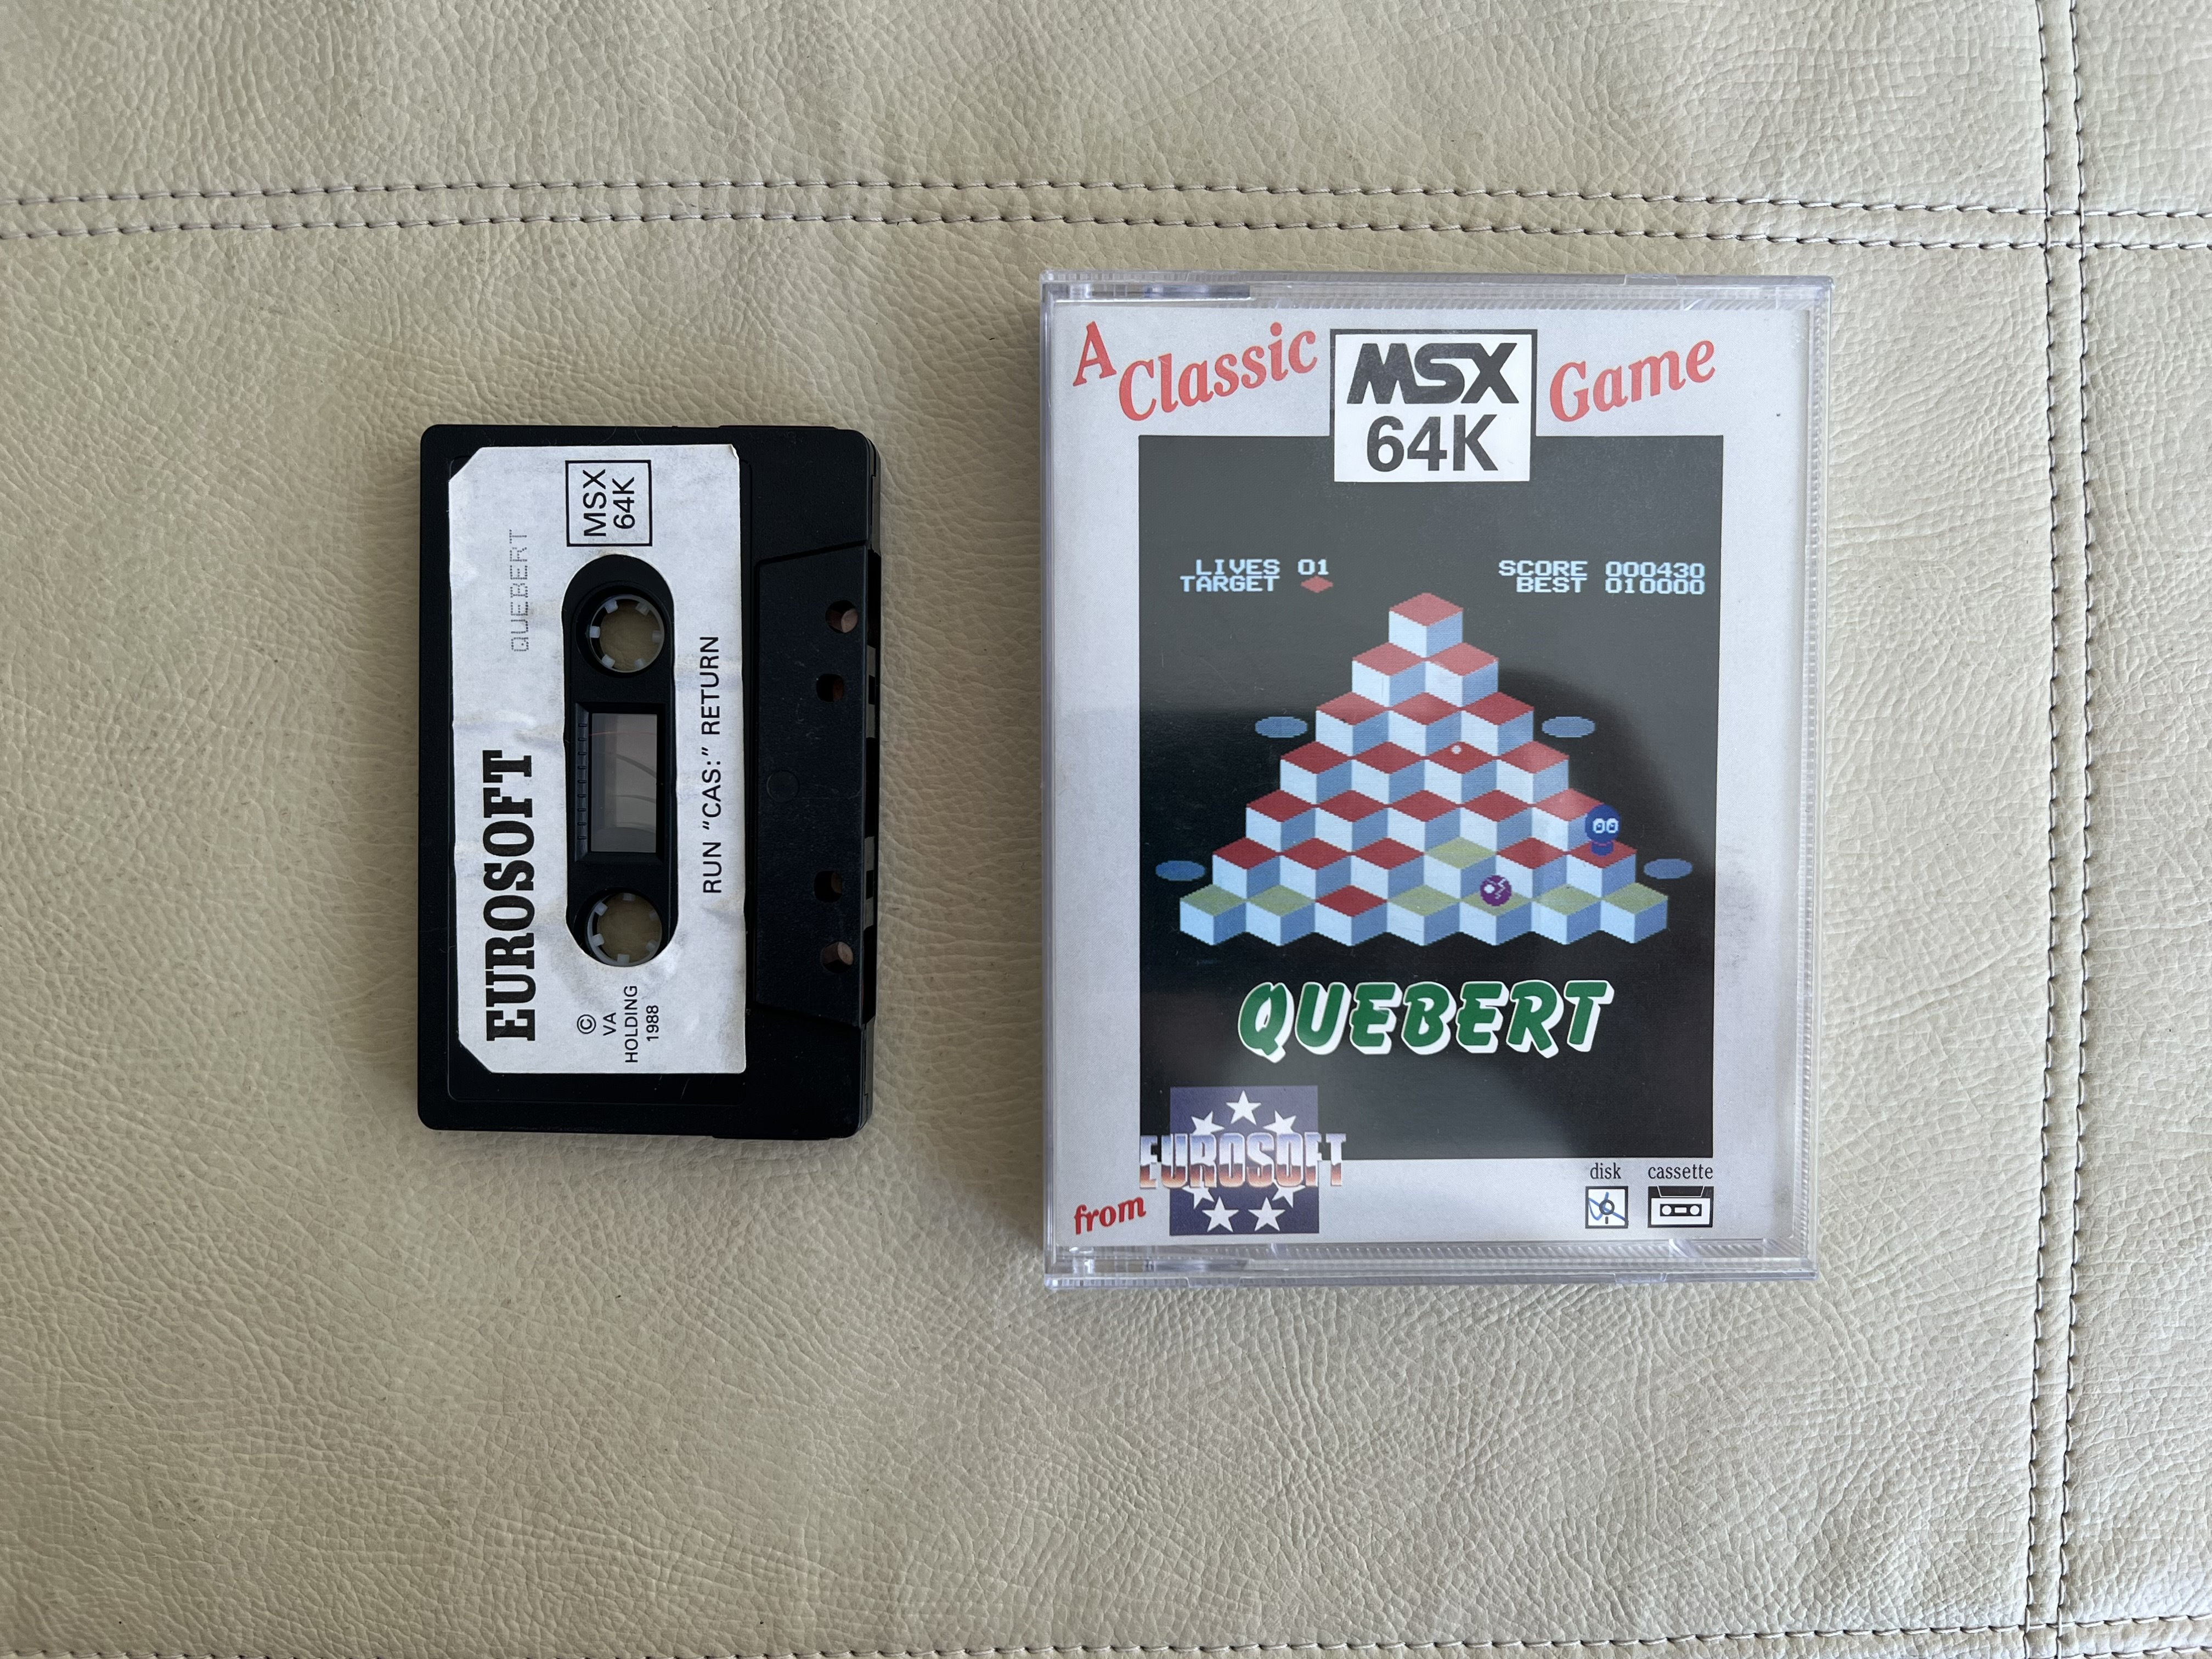 EUROSOFT
QUEBERT
MSX
64K
©
VA
HOLDING
1988
RUN "CAS:" RETURN
A Classic
MSX
64K
Game
LIVES 01
TARGET
SCORE 000430
BEST 010000
QUEBERT
from
EUROSOFT
disk
cassette